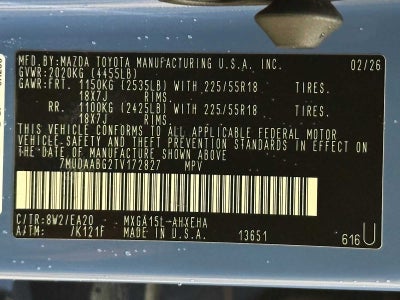 MFD.BY:MAZDA TOYOTA MANUFACTURING U.S.A. INC. 02/26
GVWR:2020KG (4455LB)
GAWR:FRT. 1150KG (2535LB) WITH 225/55R18 TIRES.
18X7J RIMS.
RR. 1100KG (2425LB) WITH 225/55R18 TIRES.
18X7J RIMS.
THIS VEHICLE CONFORMS TO ALL APPLICABLE FEDERAL MOTOR
VEHICLE SAFETY AND THEFT PREVENTION STANDARDS IN EFFECT
ON THE DATE OF MANUFACTURE SHOWN ABOVE.
7MUDAABG2TV172827 MPV
C/TR:8W2/EA20 MXGA15L-AHXEHA
A/TM: 7K121F MADE IN U.S.A. 13651 616U